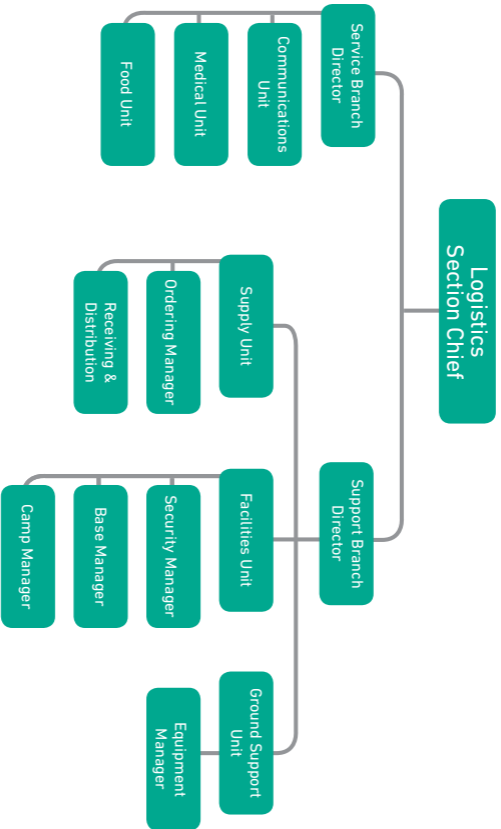 Logistics
Section Chief
Service Branch
Director
Support Branch
Director
Communications
Unit
Medical Unit
Food Unit
Supply Unit
Ordering Manager
Receiving &
Distribution
Facilities Unit
Security Manager
Base Manager
Camp Manager
Ground Support
Unit
Equipment
Manager